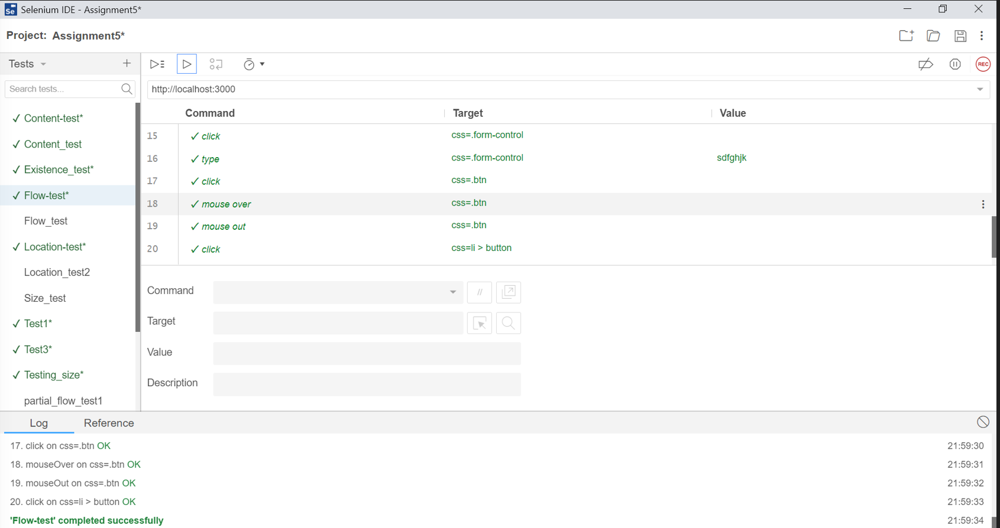 Se Selenium IDE - Assignment5*
Project: Assignment5*
Tests
REC
Search tests...
http://localhost:3000
Command Target Value
✓ Content-test*
✓ Content_test
✓ Existence_test*
✓ Flow-test*
Flow_test
✓ Location-test*
Location_test2
Size_test
✓ Test1*
✓ Test3*
✓ Testing_size*
partial_flow_test1
15 ✓ click css=.form-control
16 ✓ type css=.form-control sdfghjk
17 ✓ click css=.btn
18 ✓ mouse over css=.btn
19 ✓ mouse out css=.btn
20 ✓ click css=li > button
Command //
Target
Value
Description
Log Reference
17. click on css=.btn OK 21:59:30
18. mouseOver on css=.btn OK 21:59:31
19. mouseOut on css=.btn OK 21:59:32
20. click on css=li > button OK 21:59:33
'Flow-test' completed successfully 21:59:34